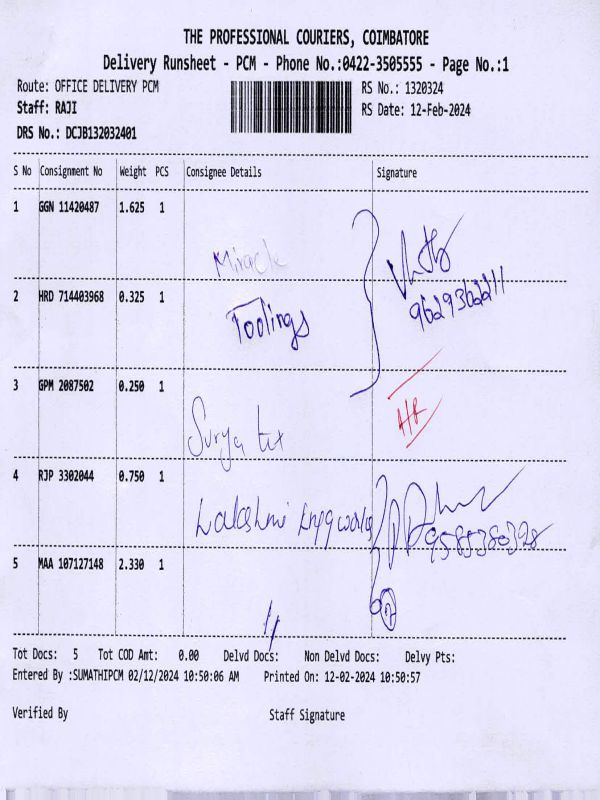 THE PROFESSIONAL COURIERS, COIMBATORE
Delivery Runsheet - PCM - Phone No.:0422-3505555 - Page No.:1
Route: OFFICE DELIVERY PCM
RS No.: 1320324
Staff: RAJI
RS Date: 12-Feb-2024
DRS No.: DCJB132032401
S No Consignment No Weight PCS Consignee Details Signature
1 GGN 11420487 1.625 1
Miracle
2 HRD 714403968 0.325 1
9629362211
Toolings
3 GPM 2087502 0.250 1
Surya tex
4 RJP 3302044 0.750 1
Lakshmi
5 MAA 107127148 2.330 1
Tot Docs: 5 Tot COD Amt: 0.00 Delvd Docs: Non Delvd Docs: Delvy Pts:
Entered By :SUMATHIPCM 02/12/2024 10:50:06 AM Printed On: 12-02-2024 10:50:57
Verified By Staff Signature